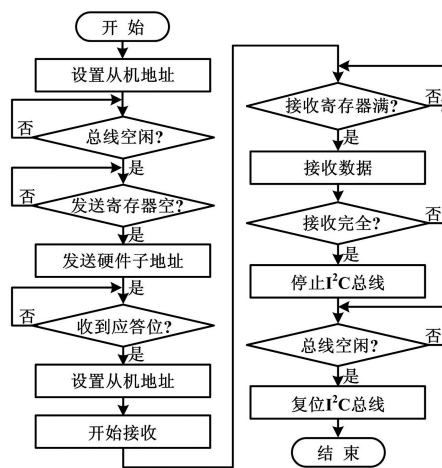 开 始
设置从机地址
总线空闲?
否
是
发送寄存器空?
否
是
发送硬件子地址
是
收到应答位?
否
是
设置从机地址
开始接收
接收寄存器满?
否
是
接收数据
接收完全?
否
是
停止I²C总线
总线空闲?
否
是
复位I²C总线
结 束